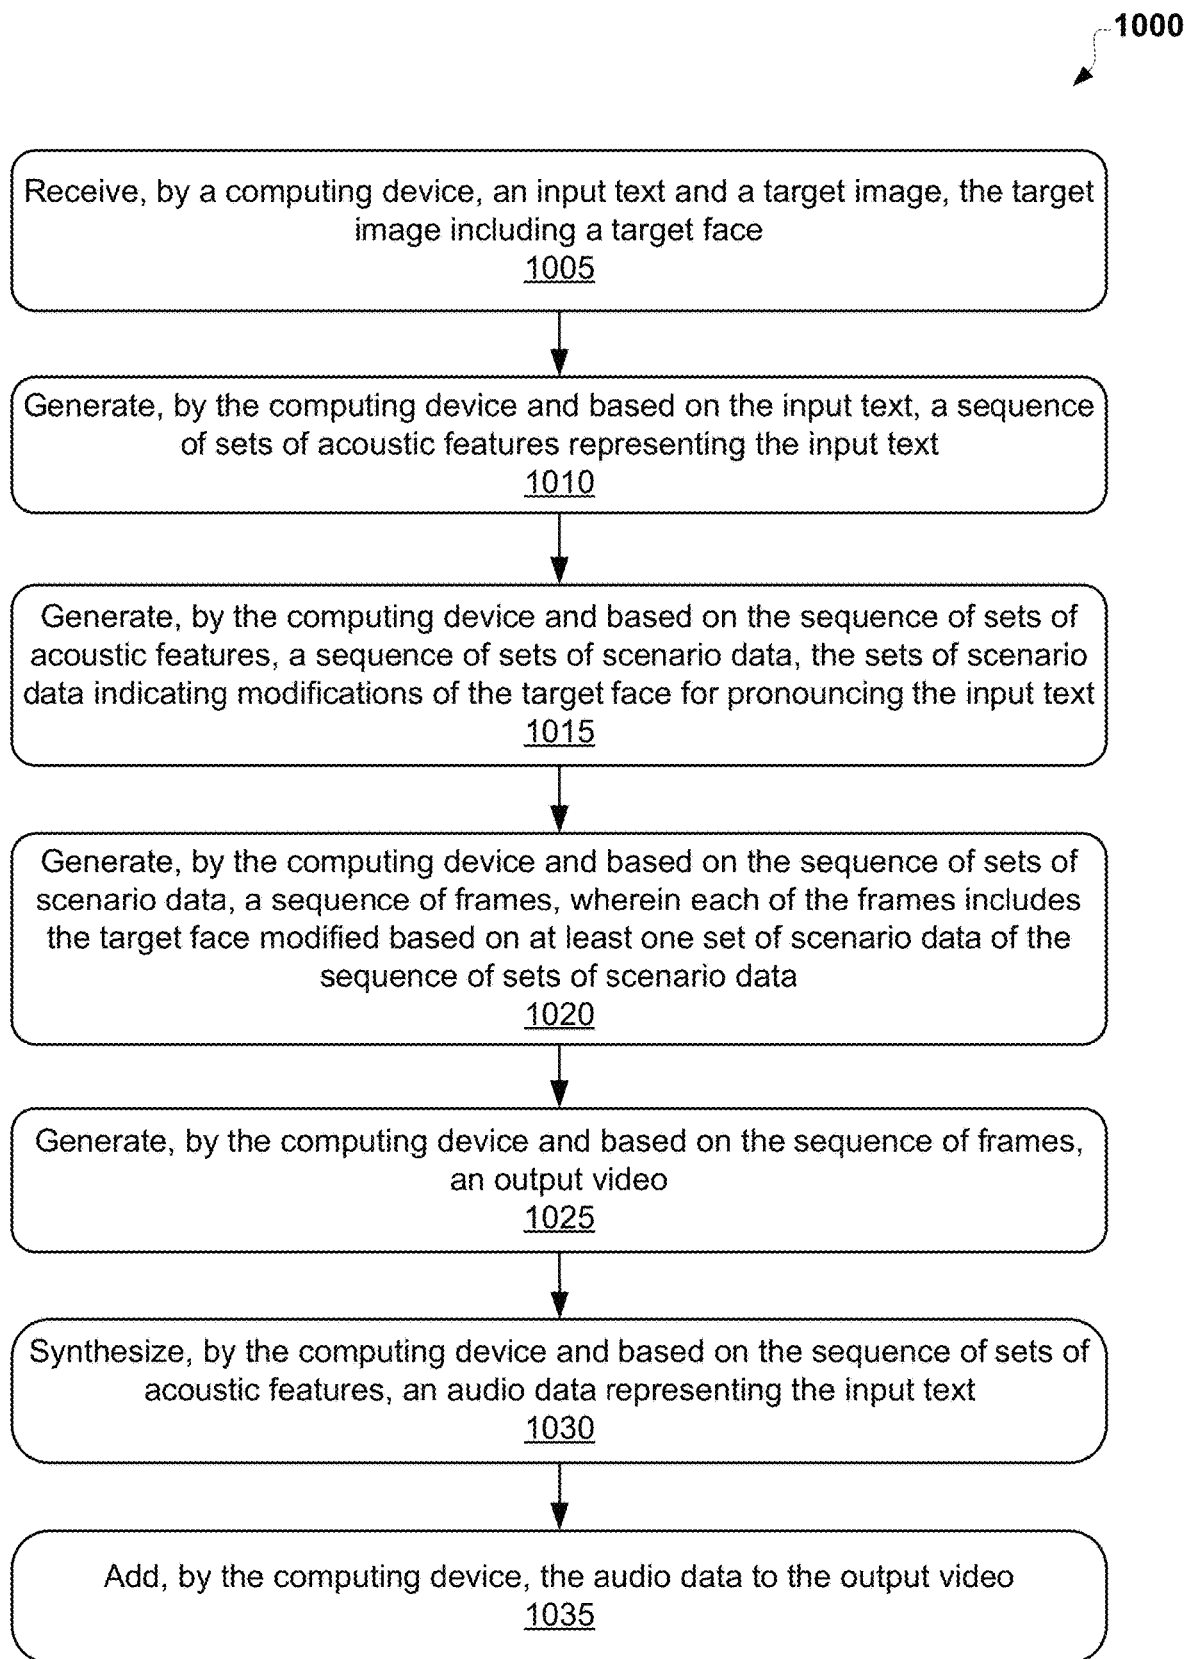 1000
Receive, by a computing device, an input text and a target image, the target
image including a target face
1005
Generate, by the computing device and based on the input text, a sequence
of sets of acoustic features representing the input text
1010
Generate, by the computing device and based on the sequence of sets of
acoustic features, a sequence of sets of scenario data, the sets of scenario
data indicating modifications of the target face for pronouncing the input text
1015
Generate, by the computing device and based on the sequence of sets of
scenario data, a sequence of frames, wherein each of the frames includes
the target face modified based on at least one set of scenario data of the
sequence of sets of scenario data
1020
Generate, by the computing device and based on the sequence of frames,
an output video
1025
Synthesize, by the computing device and based on the sequence of sets of
acoustic features, an audio data representing the input text
1030
Add, by the computing device, the audio data to the output video
1035